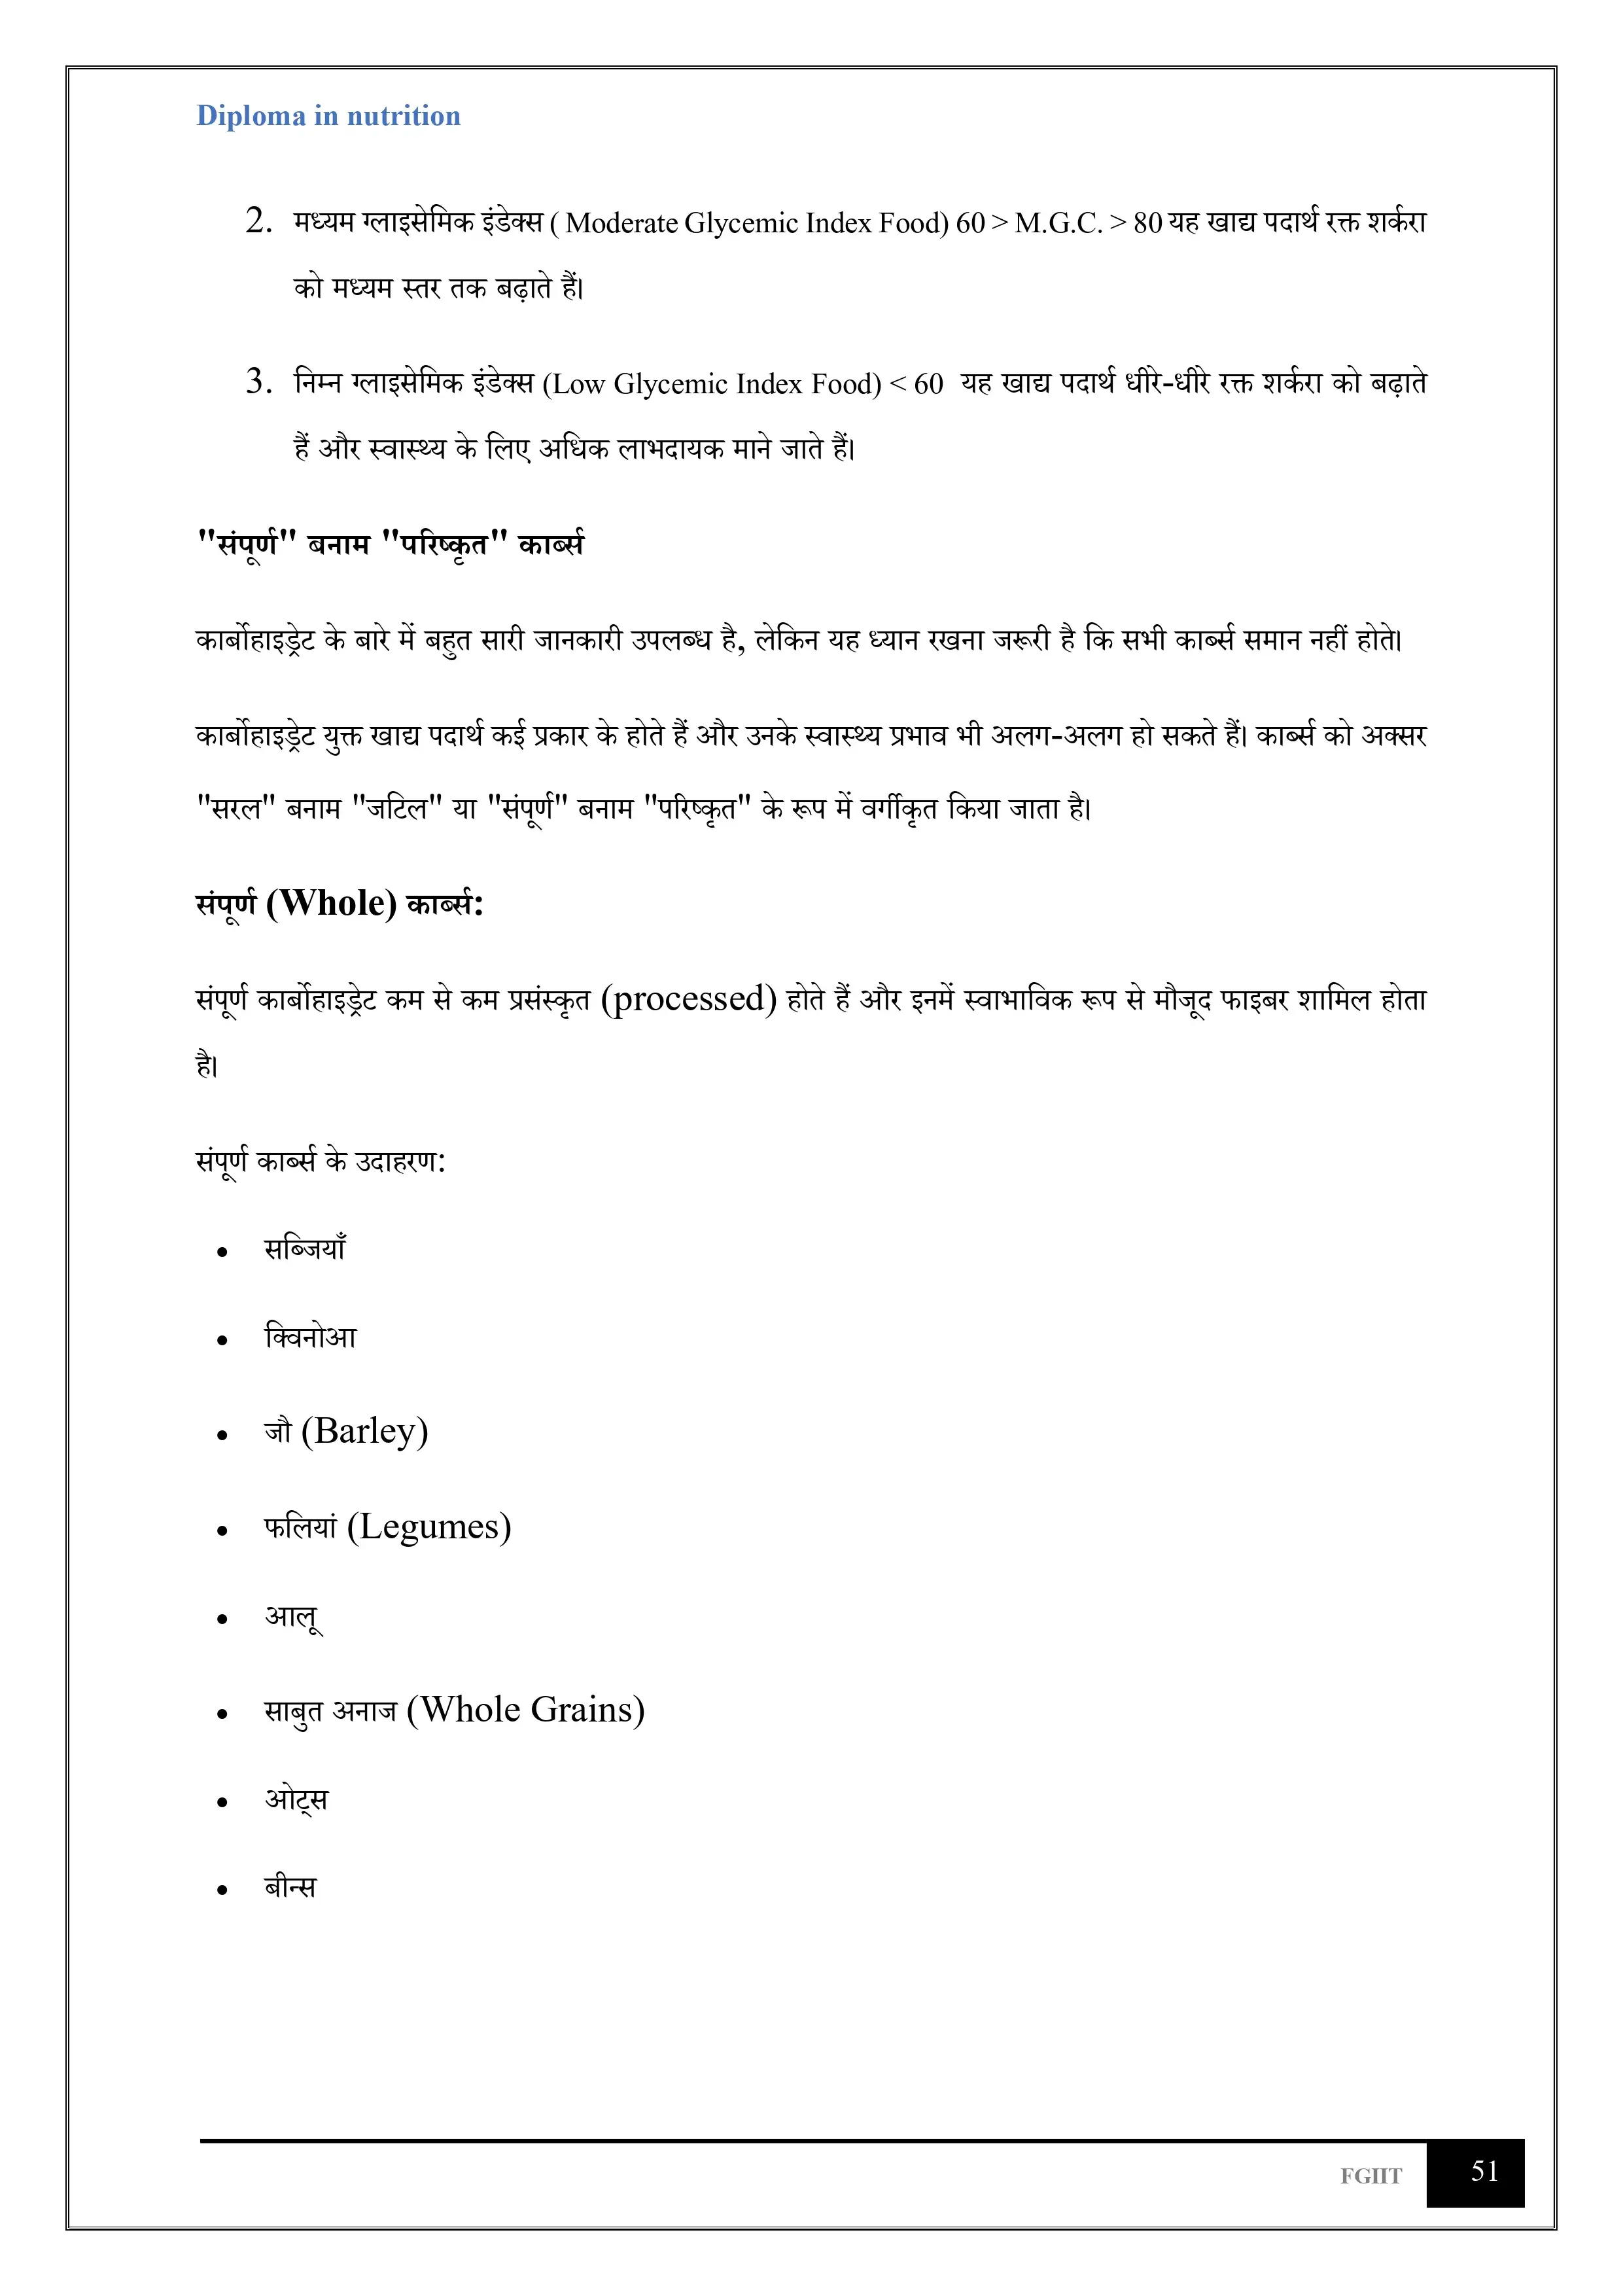 Diploma in nutrition
2. मध्यम ग्लाइसेमिक इंडेक्स ( Moderate Glycemic Index Food) 60 > M.G.C. > 80 यह खाद्य पदार्थ रक्त शर्करा
को मध्यम स्तर तक बढ़ाते हैं।
3. निम्न ग्लाइसेमिक इंडेक्स (Low Glycemic Index Food) < 60 यह खाद्य पदार्थ धीरे-धीरे रक्त शर्करा को बढ़ाते
हैं और स्वास्थ्य के लिए अधिक लाभदायक माने जाते हैं।
"संपूर्ण" बनाम "परिष्कृत" कार्ब्स
कार्बोहाइड्रेट के बारे में बहुत सारी जानकारी उपलब्ध है, लेकिन यह ध्यान रखना जरूरी है कि सभी कार्ब्स समान नहीं होते।
कार्बोहाइड्रेट युक्त खाद्य पदार्थ कई प्रकार के होते हैं और उनके स्वास्थ्य प्रभाव भी अलग-अलग हो सकते हैं। कार्ब्स को अक्सर
"सरल" बनाम "जटिल" या "संपूर्ण" बनाम "परिष्कृत" के रूप में वर्गीकृत किया जाता है।
संपूर्ण (Whole) कार्ब्स:
संपूर्ण कार्बोहाइड्रेट कम से कम प्रसंस्कृत (processed) होते हैं और इनमें स्वाभाविक रूप से मौजूद फाइबर शामिल होता
है।
संपूर्ण कार्ब्स के उदाहरण:
• सब्जियाँ
• क्विनोआ
• जौ (Barley)
• फलियां (Legumes)
• आलू
• साबुत अनाज (Whole Grains)
• ओट्स
• बीन्स
FGIIT 51